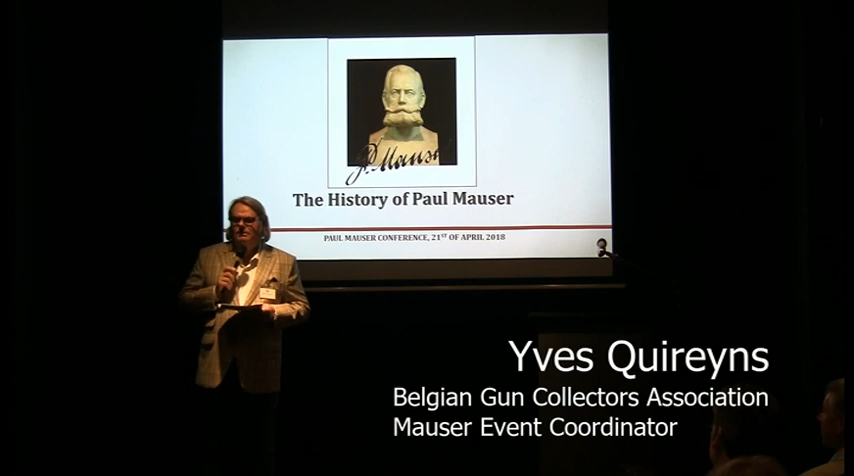 P. Mauser
The History of Paul Mauser
PAUL MAUSER CONFERENCE, 21ST OF APRIL 2018
Yves Quireyns
Belgian Gun Collectors Association
Mauser Event Coordinator